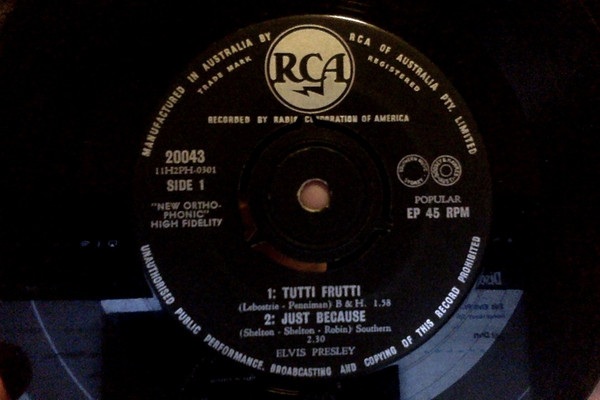 MANUFACTURED IN AUSTRALIA BY RCA OF AUSTRALIA PTY. LIMITED
TRADE MARK REGISTERED
RCA
RECORDED BY RADIO CORPORATION OF AMERICA
20043
11H2PH-0301
SIDE 1
"NEW ORTHO-
PHONIC"
HIGH FIDELITY
POPULAR
EP 45 RPM
1: TUTTI FRUTTI
(Lebostrie - Penniman) B & H. 1.58
2: JUST BECAUSE
(Shelton - Shelton - Robin) Southern
2.30
ELVIS PRESLEY
UNAUTHORISED PUBLIC PERFORMANCE, BROADCASTING AND COPYING OF THIS RECORD PROHIBITED